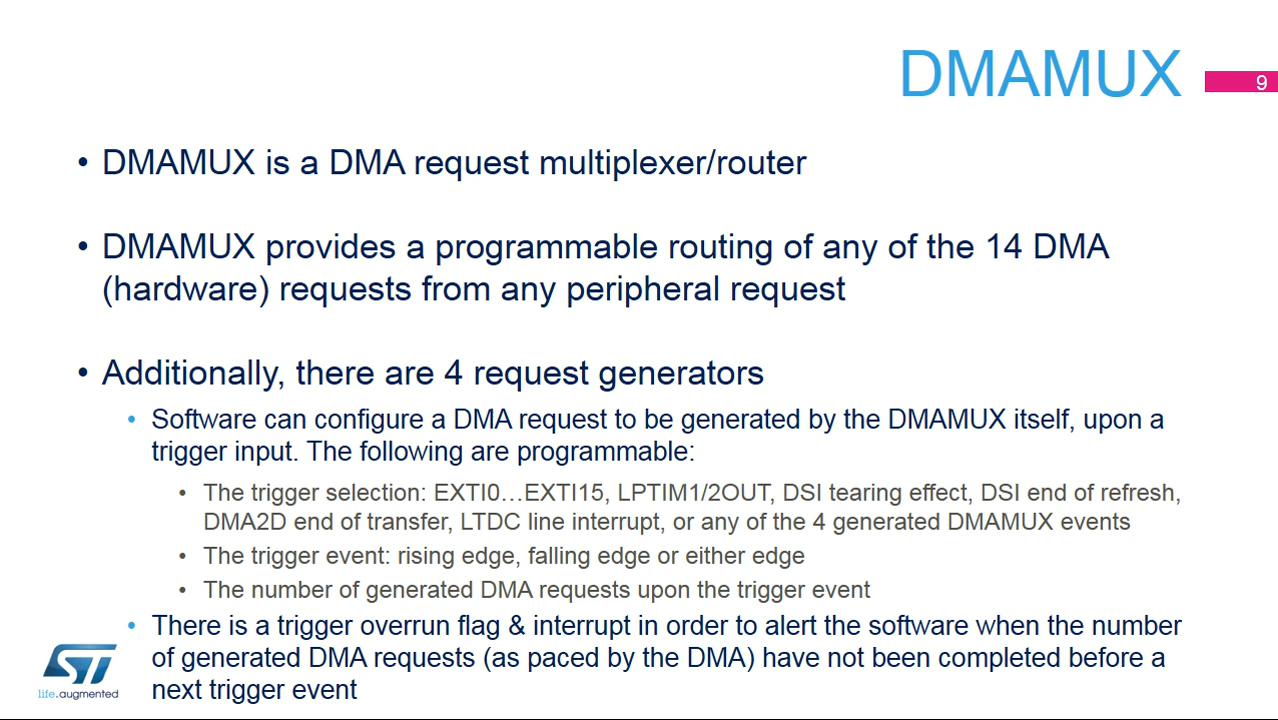 DMAMUX
9
• DMAMUX is a DMA request multiplexer/router
• DMAMUX provides a programmable routing of any of the 14 DMA
(hardware) requests from any peripheral request
• Additionally, there are 4 request generators
• Software can configure a DMA request to be generated by the DMAMUX itself, upon a
trigger input. The following are programmable:
• The trigger selection: EXTI0…EXTI15, LPTIM1/2OUT, DSI tearing effect, DSI end of refresh,
DMA2D end of transfer, LTDC line interrupt, or any of the 4 generated DMAMUX events
• The trigger event: rising edge, falling edge or either edge
• The number of generated DMA requests upon the trigger event
• There is a trigger overrun flag & interrupt in order to alert the software when the number
of generated DMA requests (as paced by the DMA) have not been completed before a
next trigger event
ST
life.augmented